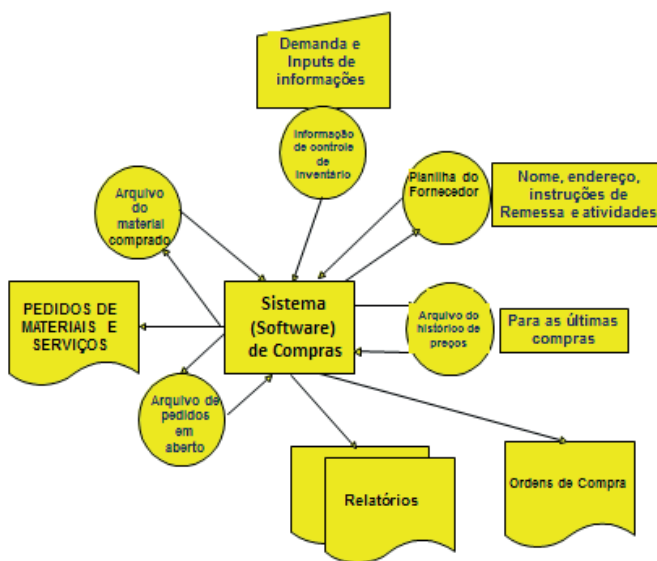 Demanda e
Inputs de
informações
Informação
de controle de
Inventário
Planilha do
Fornecedor
Nome, endereço,
instruções de
Remessa e atividades
Arquivo
do
material
comprado
PEDIDOS DE
MATERIAIS E
SERVIÇOS
Sistema
(Software)
de Compras
Arquivo do
histórico de
preços
Para as últimas
compras
Arquivo de
pedidos
em
aberto
Relatórios
Ordens de Compra